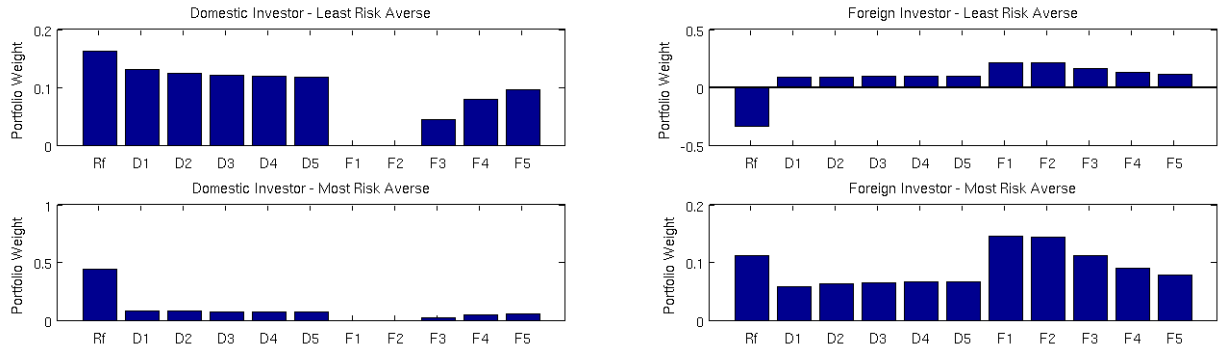 Domestic Investor - Least Risk Averse
Portfolio Weight
0.2
0.1
0
Rf D1 D2 D3 D4 D5 F1 F2 F3 F4 F5
Foreign Investor - Least Risk Averse
Portfolio Weight
0.5
0
-0.5
Rf D1 D2 D3 D4 D5 F1 F2 F3 F4 F5
Domestic Investor - Most Risk Averse
Portfolio Weight
1
0.5
0
Rf D1 D2 D3 D4 D5 F1 F2 F3 F4 F5
Foreign Investor - Most Risk Averse
Portfolio Weight
0.2
0.1
0
Rf D1 D2 D3 D4 D5 F1 F2 F3 F4 F5